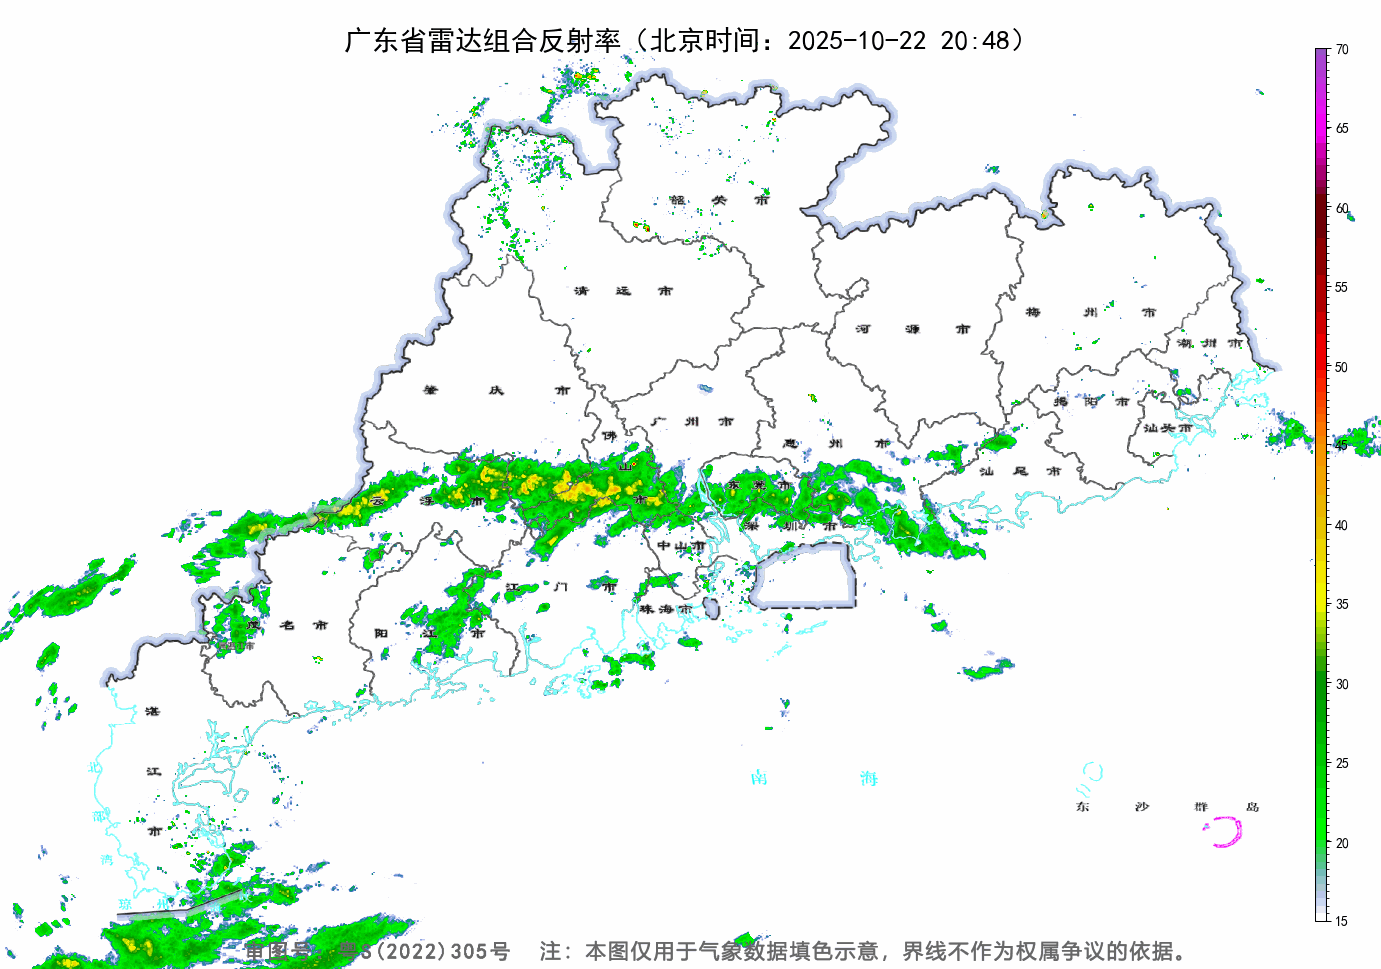 广东省雷达组合反射率（北京时间：2025-10-22 20:48）
70
65
60
55
50
45
40
35
30
25
20
15
韶关市
清远市
河源市
梅州市
潮州市
肇庆市
广州市
佛山市
惠州市
揭阳市
汕头市
汕尾市
云浮市
东莞市
深圳市
中山市
江门市
珠海市
茂名市
阳江市
湛江市
北部湾
琼州
南海
东沙群岛
审图号：粤S(2022)305号 注：本图仅用于气象数据填色示意，界线不作为权属争议的依据。